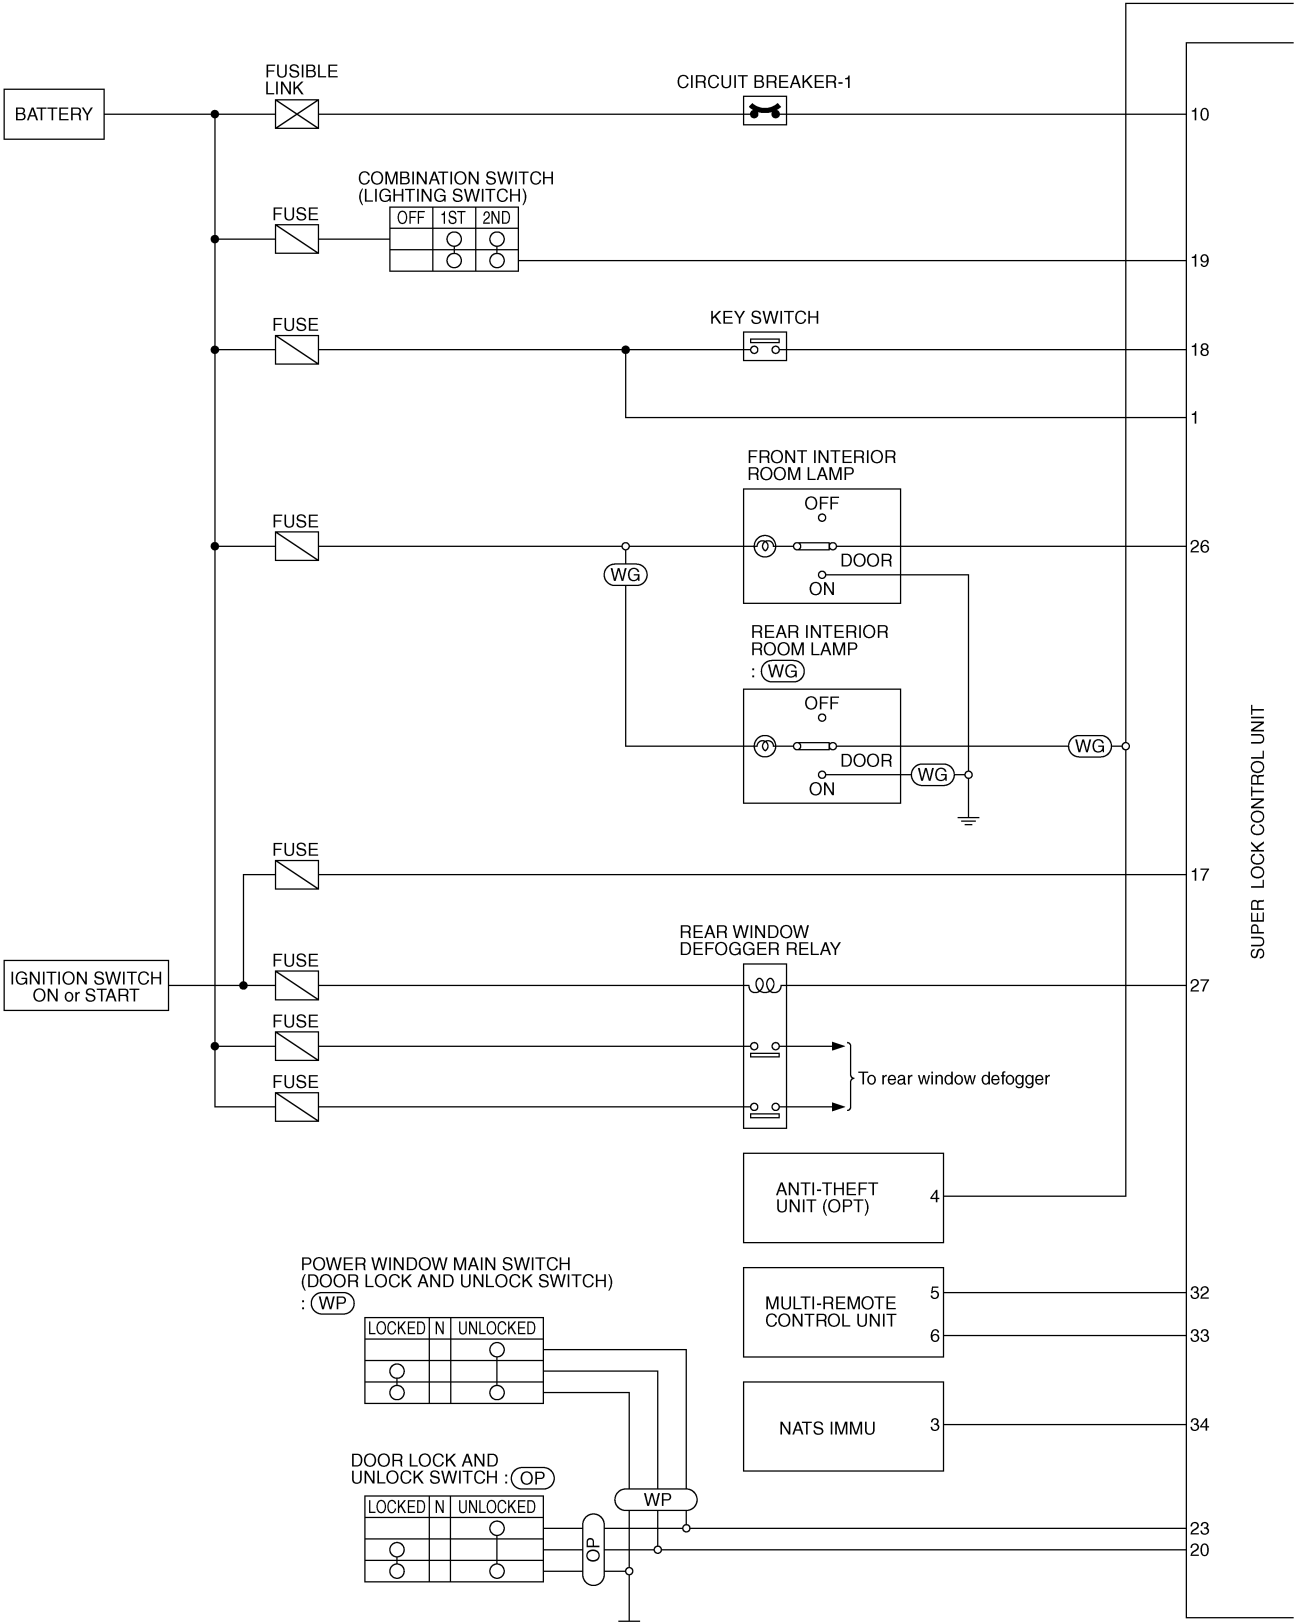 FUSIBLE
LINK
BATTERY
CIRCUIT BREAKER-1
10
COMBINATION SWITCH
(LIGHTING SWITCH)
FUSE
OFF 1ST 2ND
19
FUSE
KEY SWITCH
18
1
FRONT INTERIOR
ROOM LAMP
OFF
FUSE
26
DOOR
WG
ON
REAR INTERIOR
ROOM LAMP
: WG
OFF
WG
DOOR
WG
ON
SUPER LOCK CONTROL UNIT
FUSE
17
REAR WINDOW
DEFOGGER RELAY
IGNITION SWITCH
ON or START
FUSE
27
FUSE
To rear window defogger
FUSE
ANTI-THEFT
UNIT (OPT)
4
POWER WINDOW MAIN SWITCH
(DOOR LOCK AND UNLOCK SWITCH)
: WP
LOCKED N UNLOCKED
MULTI-REMOTE
CONTROL UNIT
5
32
6
33
NATS IMMU
3
34
DOOR LOCK AND
UNLOCK SWITCH : OP
LOCKED N UNLOCKED
WP
OP
23
20